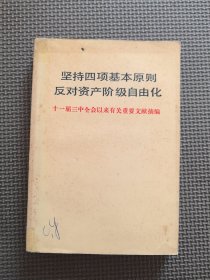 坚持四项基本原则
反对资产阶级自由化
十一届三中全会以来有关重要文献摘编